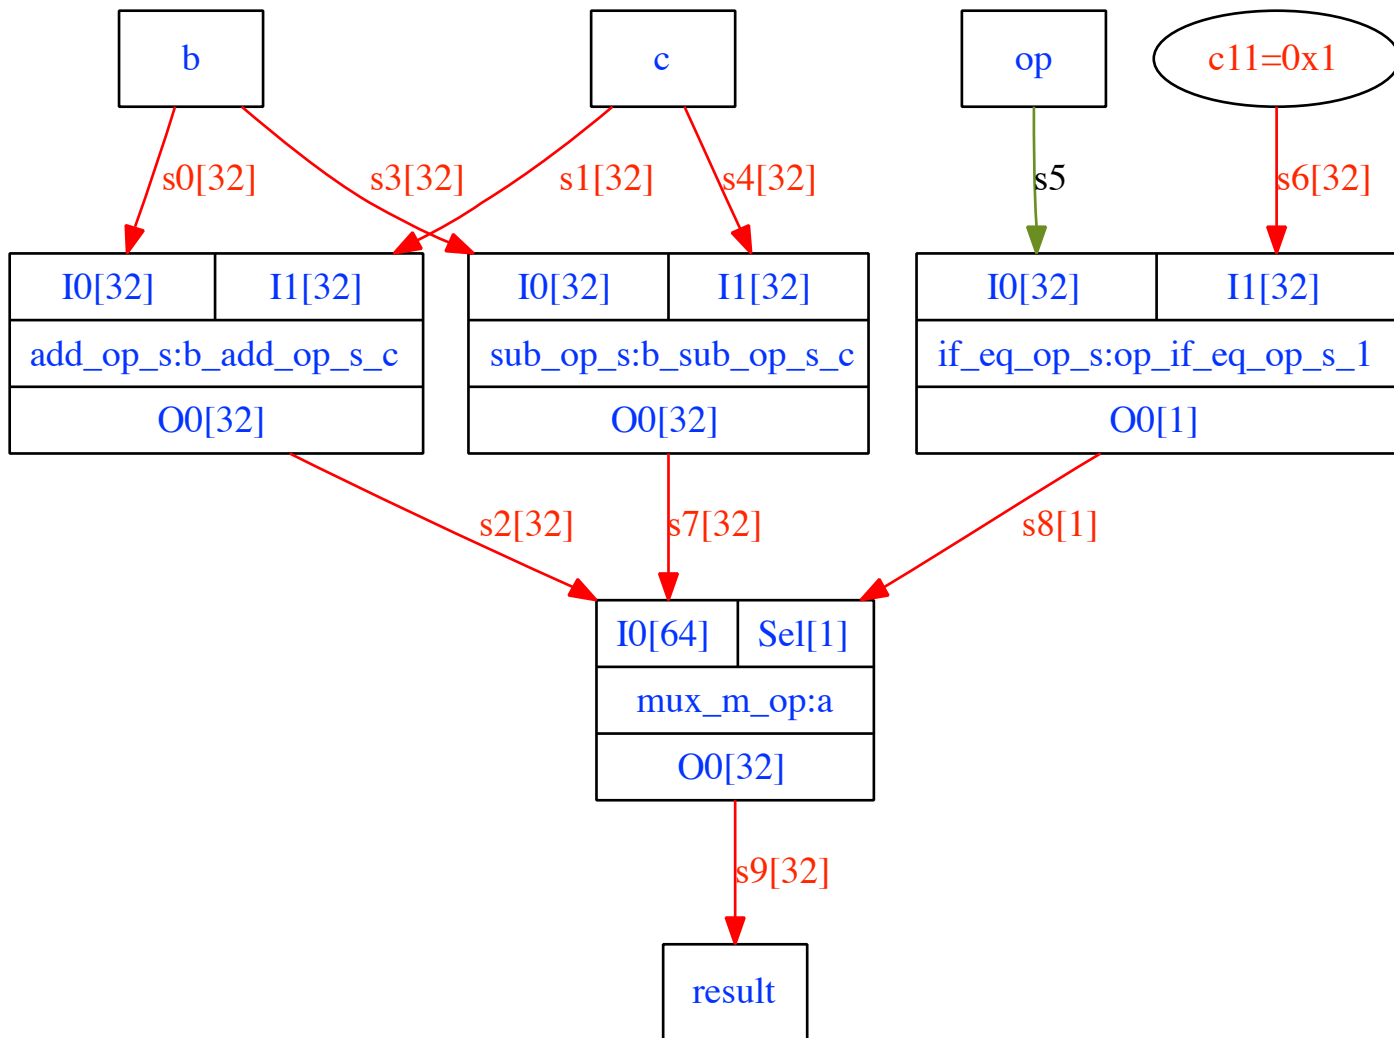 b
c
op
c11=0x1
s0[32]
s3[32]
s1[32]
s4[32]
s5
s6[32]
I0[32]
I1[32]
I0[32]
I1[32]
I0[32]
I1[32]
add_op_s:b_add_op_s_c
sub_op_s:b_sub_op_s_c
if_eq_op_s:op_if_eq_op_s_1
O0[32]
O0[32]
O0[1]
s2[32]
s7[32]
s8[1]
I0[64]
Sel[1]
mux_m_op:a
O0[32]
s9[32]
result